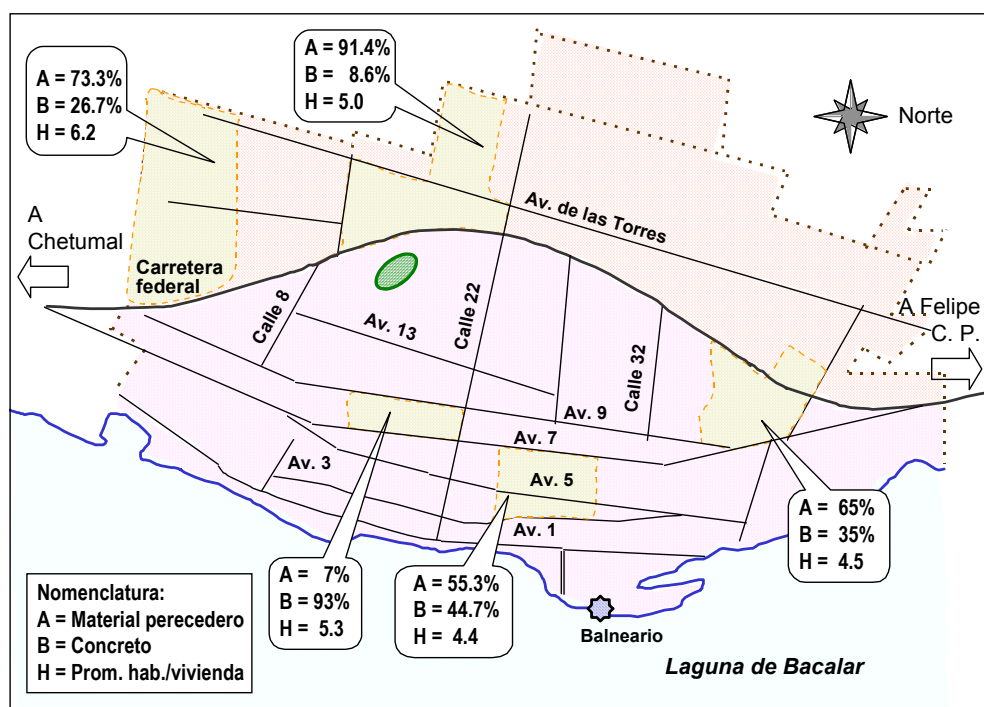 A = 73.3%
B = 26.7%
H = 6.2
A = 91.4%
B = 8.6%
H = 5.0
Norte
A
Chetumal
Carretera
federal
Av. de las Torres
A Felipe
C. P.
Calle 8
Av. 13
Calle 22
Calle 32
Av. 9
Av. 7
Av. 3
Av. 5
Av. 1
A = 65%
B = 35%
H = 4.5
A = 7%
B = 93%
H = 5.3
A = 55.3%
B = 44.7%
H = 4.4
Nomenclatura:
A = Material perecedero
B = Concreto
H = Prom. hab./vivienda
Balneario
Laguna de Bacalar